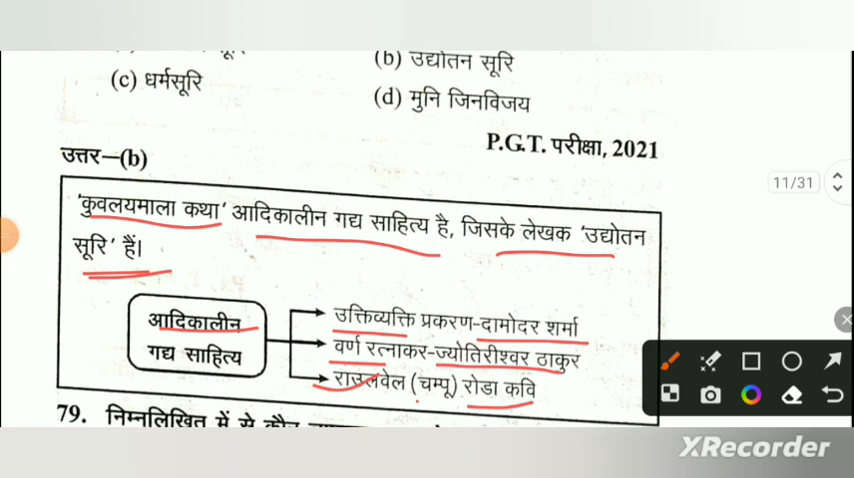 (b) उद्योतन सूरि
(c) धर्मसूरि
(d) मुनि जिनविजय
P.G.T. परीक्षा, 2021
उत्तर—(b)
11/31
'कुवलयमाला कथा' आदिकालीन गद्य साहित्य है, जिसके लेखक 'उद्योतन
सूरि' हैं।
आदिकालीन
गद्य साहित्य
उक्तिव्यक्ति प्रकरण-दामोदर शर्मा
वर्ण रत्नाकर-ज्योतिरीश्वर ठाकुर
राउलवेल (चम्पू) रोडा कवि
79. निम्नलिखित में से कौन
XRecorder